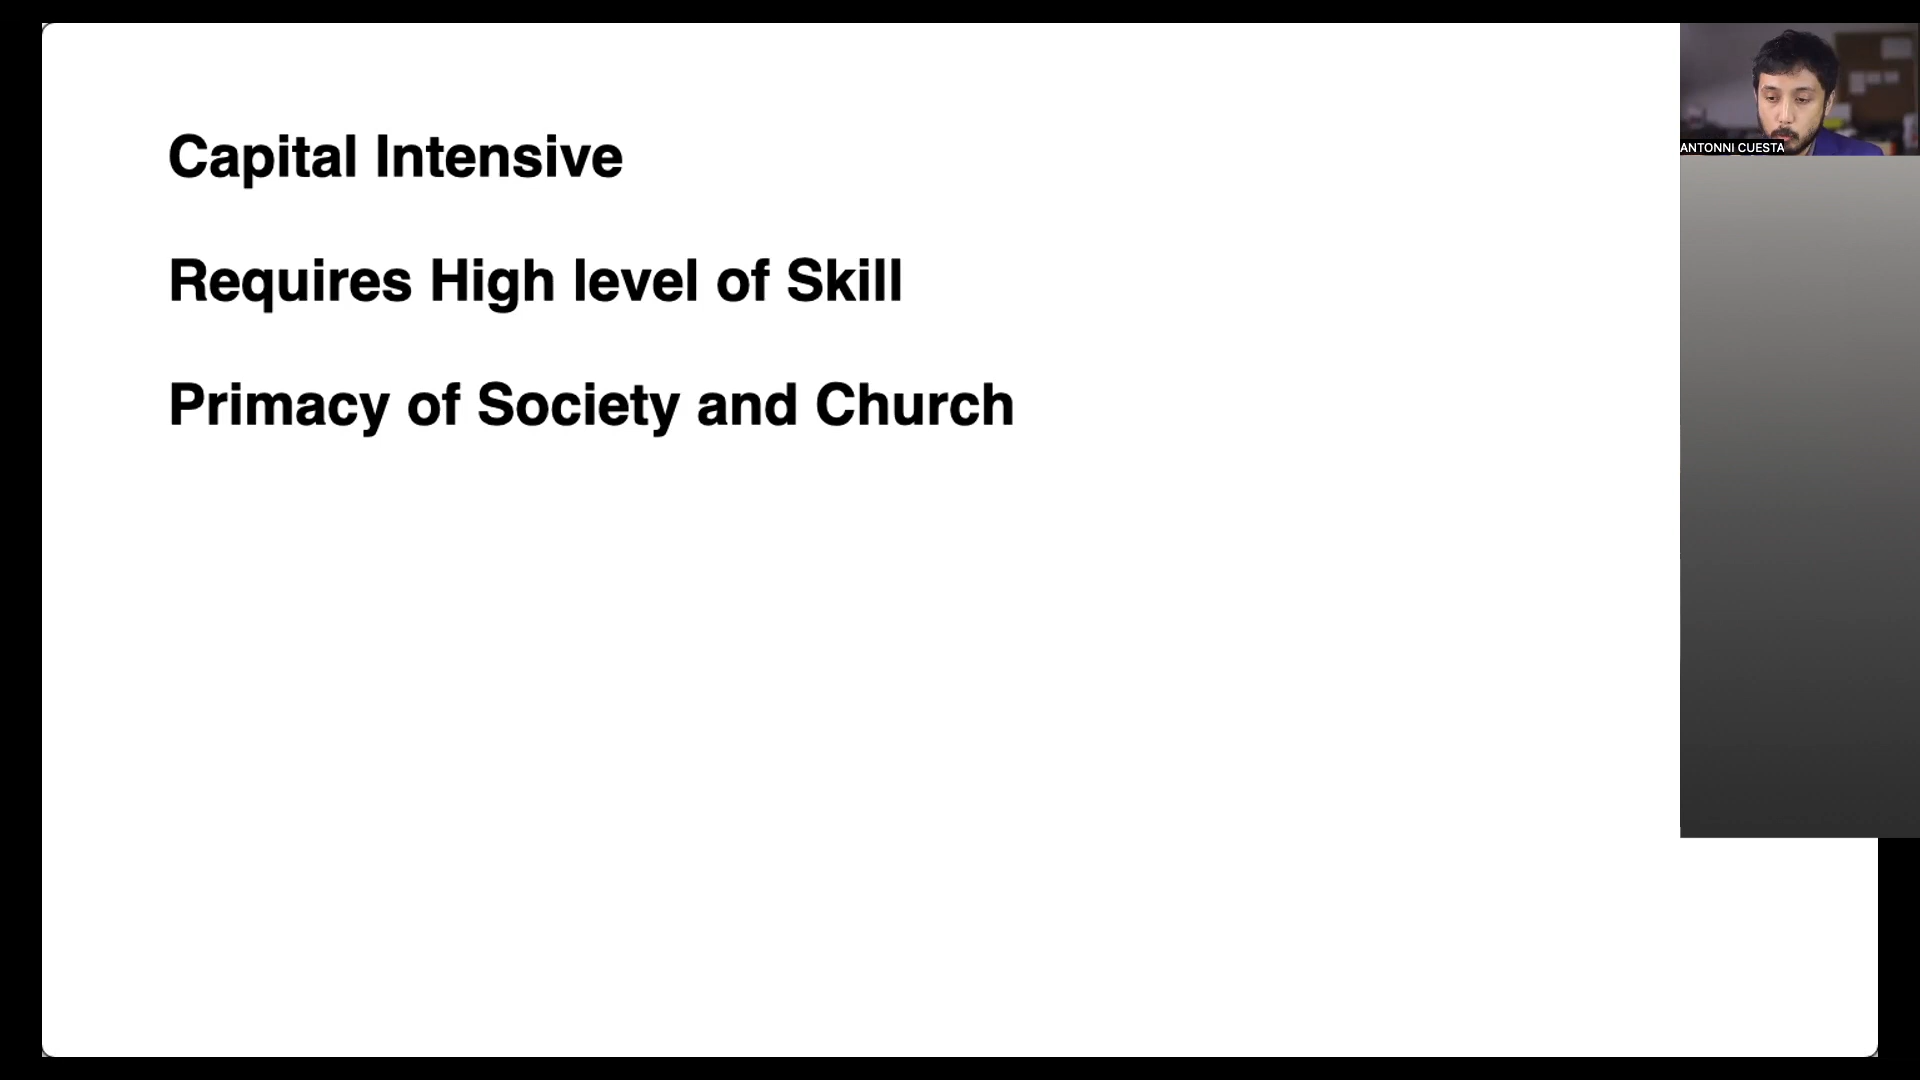 Capital Intensive
Requires High level of Skill
Primacy of Society and Church
ANTONNI CUESTA